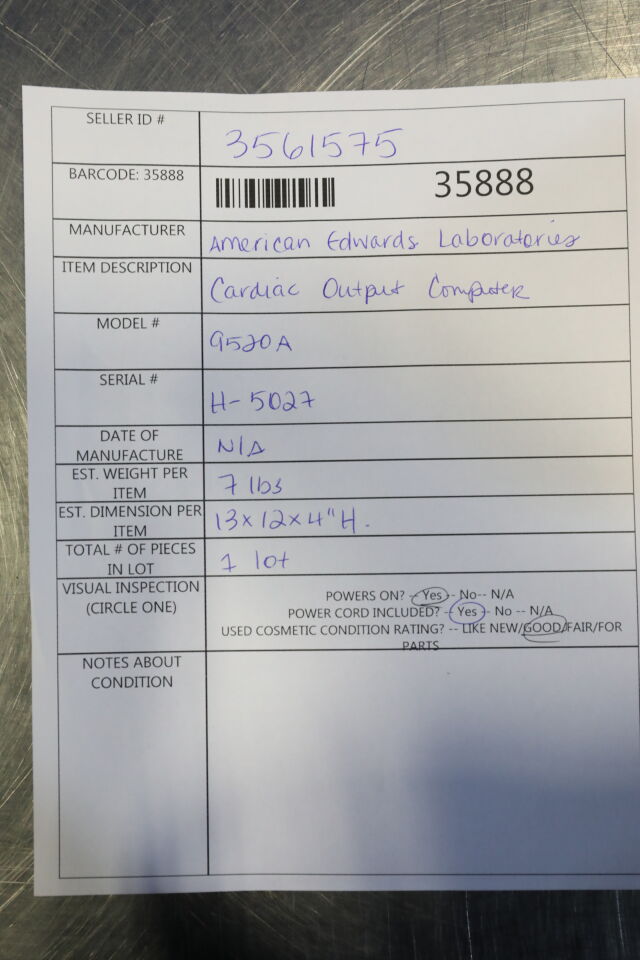 SELLER ID #
3561575
BARCODE: 35888
35888
MANUFACTURER
American Edwards Laboratories
ITEM DESCRIPTION
Cardiac Output Computer
MODEL #
9520A
SERIAL #
H-5027
DATE OF
MANUFACTURE
N/A
EST. WEIGHT PER
ITEM
7 lbs
EST. DIMENSION PER
ITEM
13x12x4"H.
TOTAL # OF PIECES
IN LOT
1 lot
VISUAL INSPECTION
(CIRCLE ONE)
POWERS ON? -- Yes -- No-- N/A
POWER CORD INCLUDED? -- Yes -- No -- N/A
USED COSMETIC CONDITION RATING? -- LIKE NEW/GOOD/FAIR/FOR
PARTS
NOTES ABOUT
CONDITION